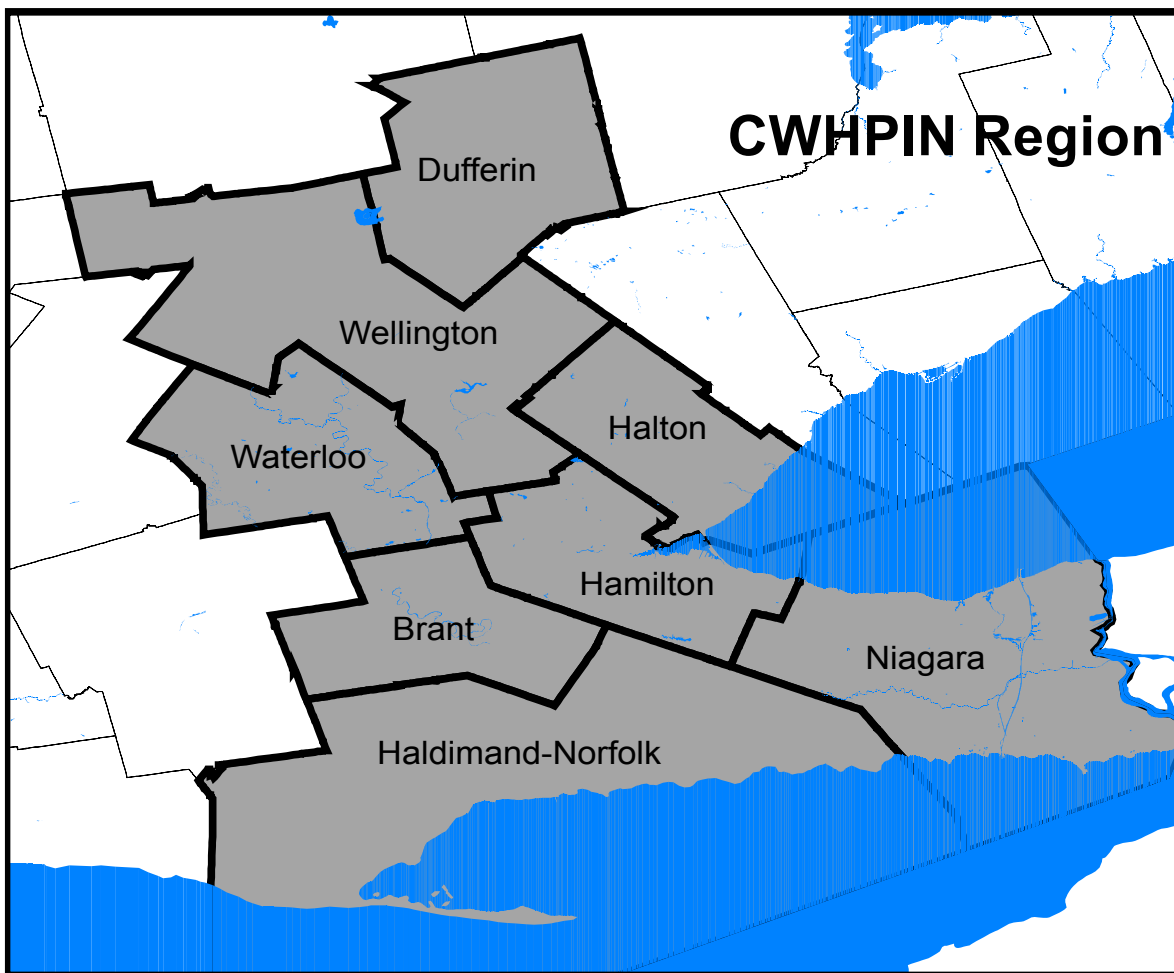 CWHPIN Region
Dufferin
Wellington
Halton
Waterloo
Hamilton
Brant
Niagara
Haldimand-Norfolk